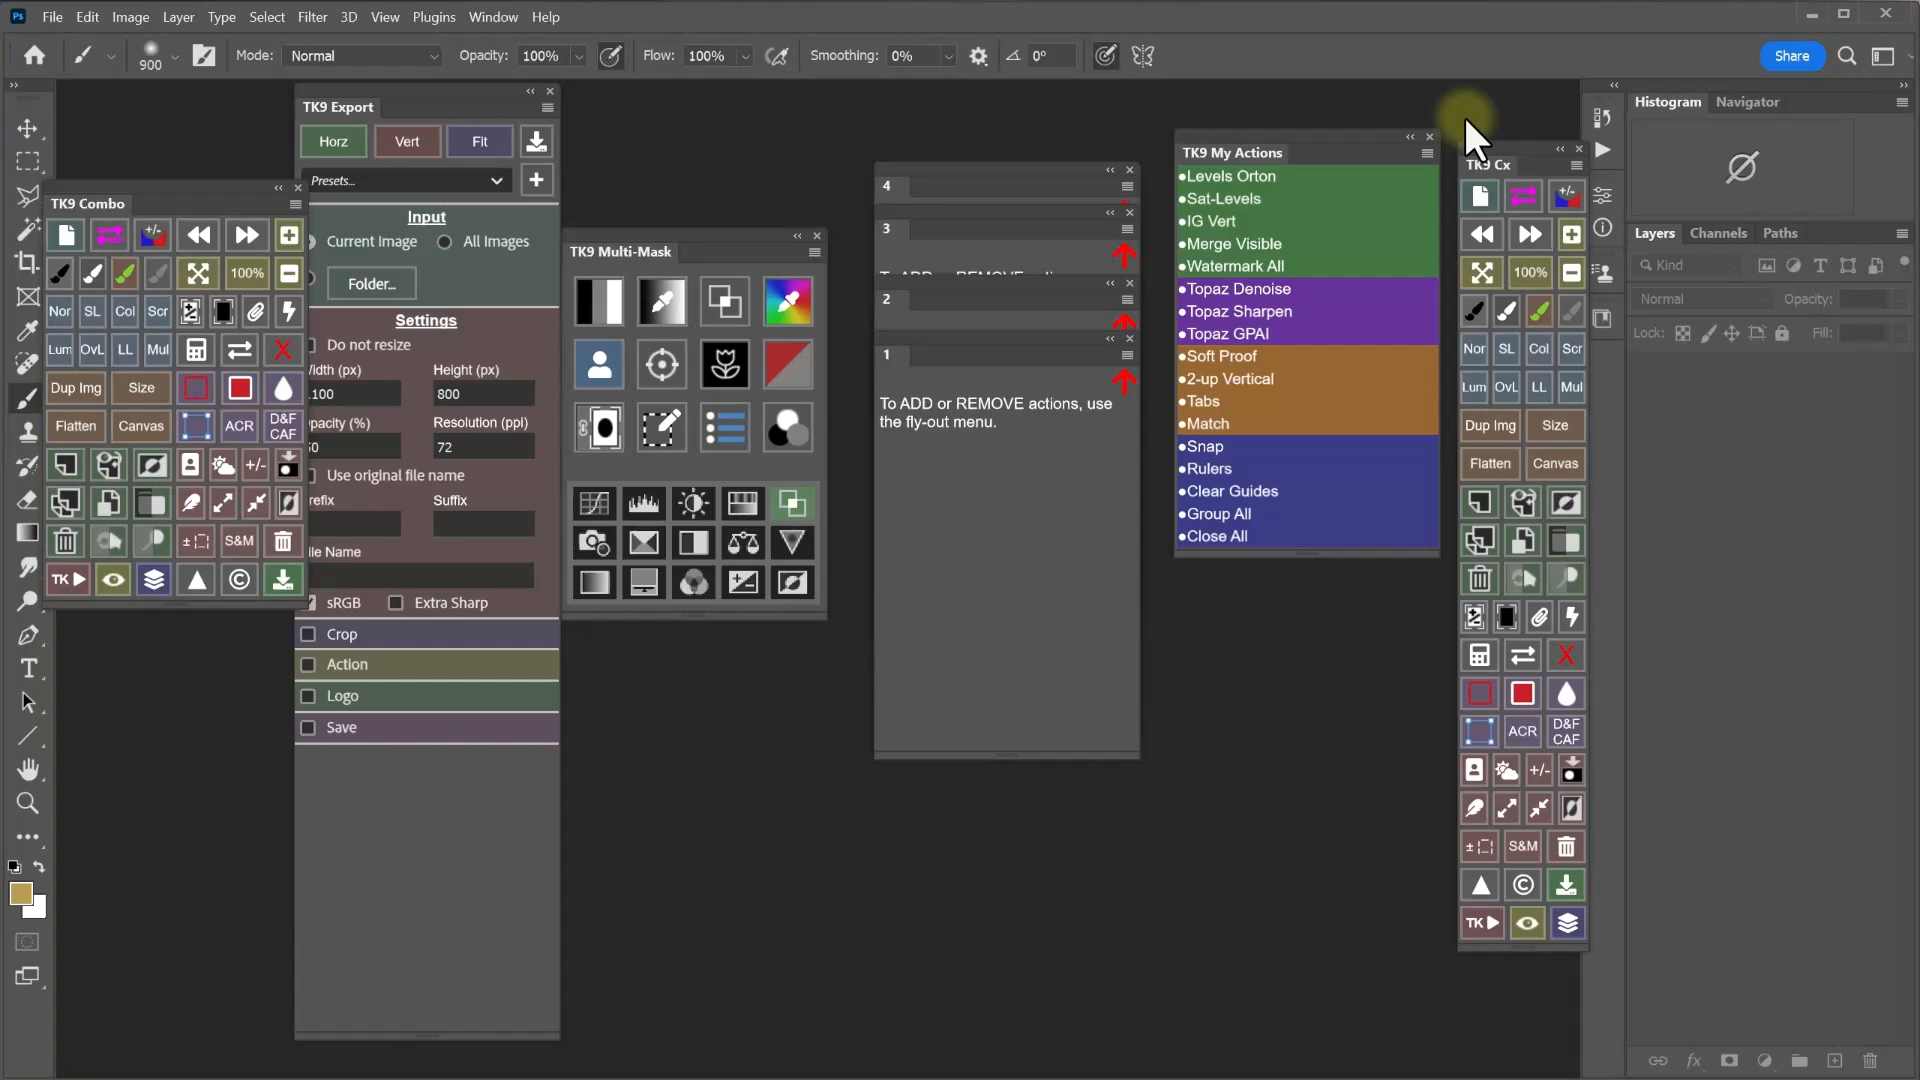 Ps File Edit Image Layer Type Select Filter 3D View Plugins Window Help
900 Mode: Normal Opacity: 100% Flow: 100% Smoothing: 0% 0° Share
TK9 Export
Horz Vert Fit
Presets...
Input
Current Image All Images
Folder...
Settings
Do not resize
Height (px)
100 800
Resolution (ppi)
72
Use original file name
Suffix
sRGB Extra Sharp
Crop
Action
Logo
Save
TK9 Combo
+/-
100%
Nor SL Col Scr
Lum OvL LL Mul X
Dup Img Size
Flatten Canvas ACR D&F CAF
+/-
S&M
TK ©
TK9 Multi-Mask
4
3
2
1
To ADD or REMOVE actions, use
the fly-out menu.
TK9 My Actions
•Levels Orton
•Sat-Levels
•IG Vert
•Merge Visible
•Watermark All
•Topaz Denoise
•Topaz Sharpen
•Topaz GPAI
•Soft Proof
•2-up Vertical
•Tabs
•Match
•Snap
•Rulers
•Clear Guides
•Group All
•Close All
TK9 Cx
+/-
100%
Nor SL Col Scr
Lum OvL LL Mul
Dup Img Size
Flatten Canvas
X
ACR D&F CAF
+/-
S&M
©
TK
Histogram Navigator
Layers Channels Paths
Kind
Normal Opacity:
Lock: Fill:
fx